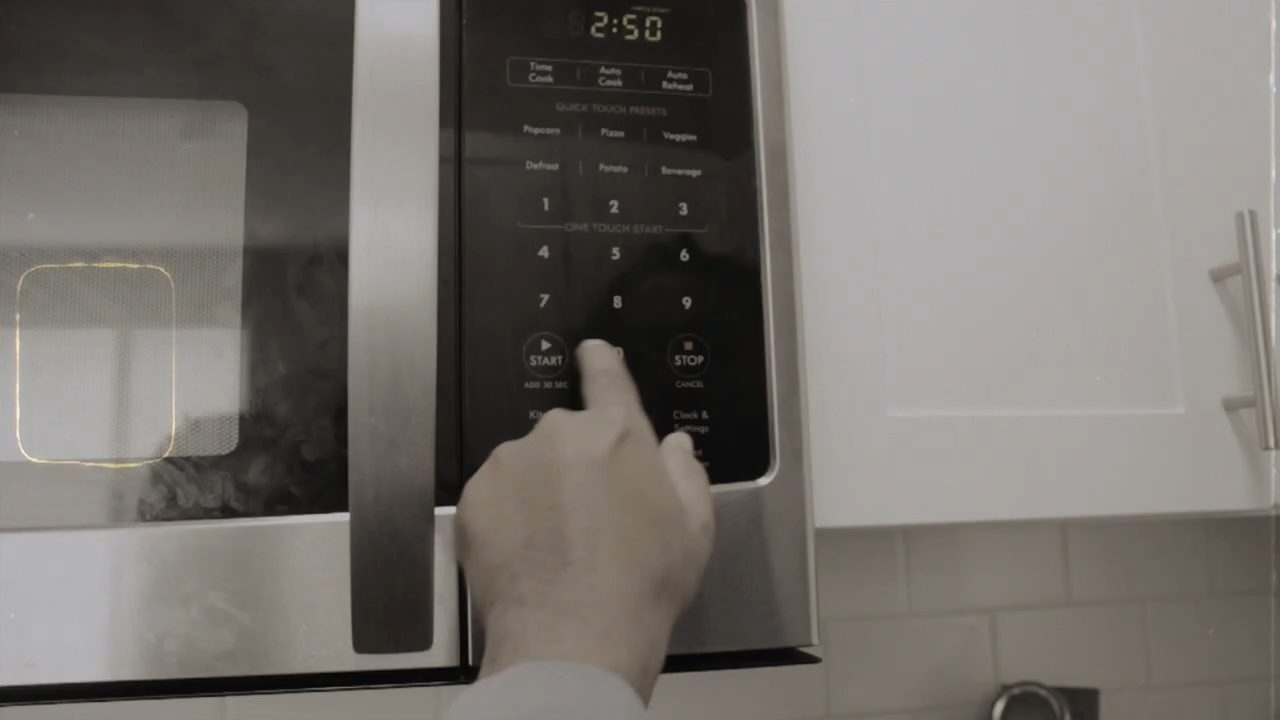 2:50
Time Cook
Auto Cook
Auto Reheat
QUICK TOUCH PRESETS
Popcorn Pizza Veggies
Defrost Potato Beverage
1 2 3
ONE TOUCH START
4 5 6
7 8 9
START STOP
ADD 30 SEC CANCEL
Clock & Settings